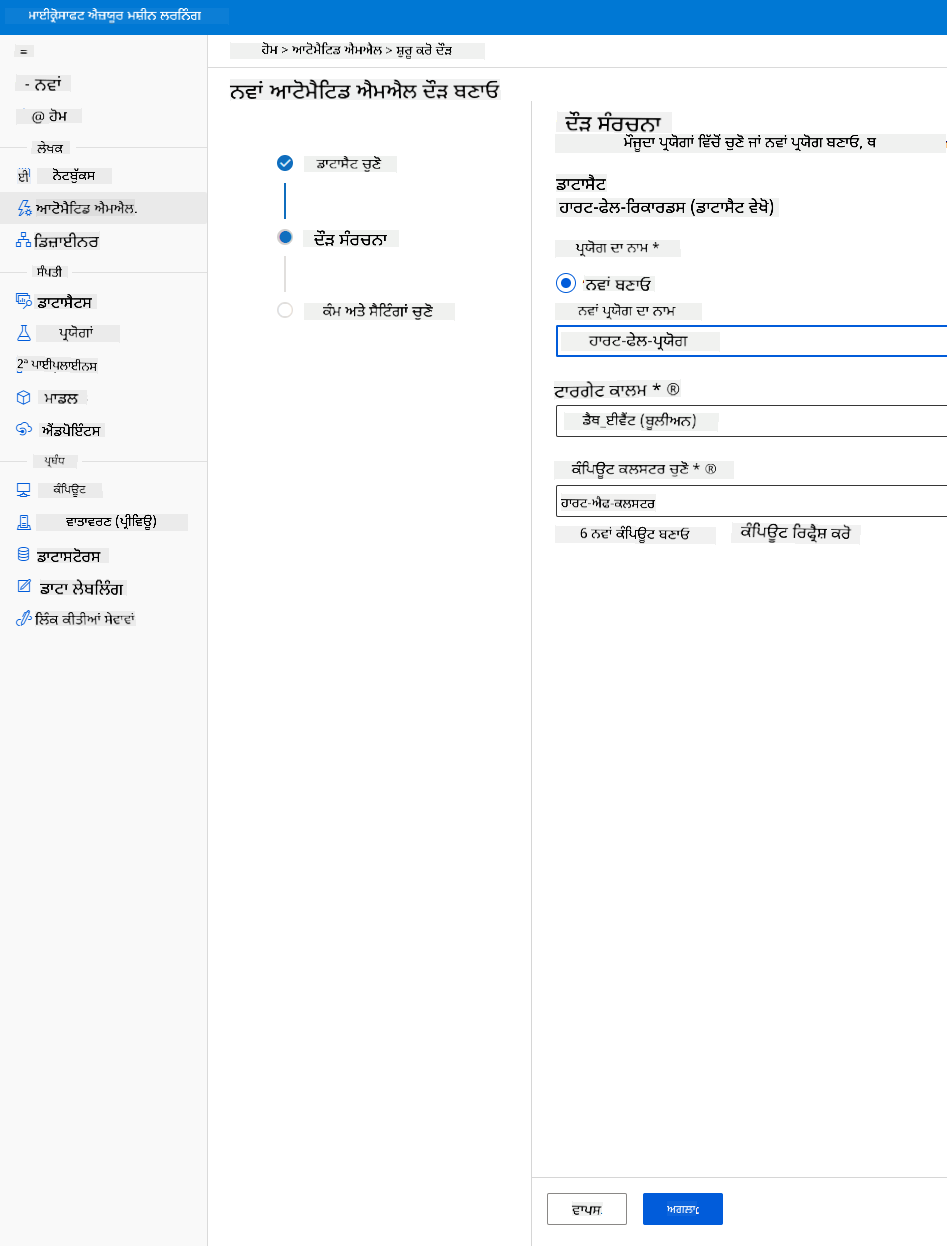 ਮਾਈਕ੍ਰੋਸਾਫਟ ਐਜ਼ਯੂਰ ਮਸ਼ੀਨ ਲਰਨਿੰਗ
=
- ਨਵਾਂ
@ ਹੋਮ
ਲੇਖਕ
ਈ ਨੋਟਬੁੱਕਸ
ਆਟੋਮੈਟਿਡ ਐਮਐਲ.
ਡਿਜ਼ਾਈਨਰ
ਸੰਪਤੀ
ਡਾਟਾਸੈਟਸ
ਪ੍ਰਯੋਗਾਂ
2ª ਪਾਈਪਲਾਈਨਸ
ਮਾਡਲ
ਐਂਡਪੋਇੰਟਸ
ਪ੍ਰਬੰਧ
ਕੰਪਿਊਟ
ਵਾਤਾਵਰਣ (ਪ੍ਰੀਵਿਊ)
ਡਾਟਾਸਟੋਰਸ
ਡਾਟਾ ਲੇਬਲਿੰਗ
ਲਿੰਕ ਕੀਤੀਆਂ ਸੇਵਾਵਾਂ
ਹੋਮ > ਆਟੋਮੈਟਿਡ ਐਮਐਲ > ਸ਼ੁਰੂ ਕਰੋ ਦੌੜ
ਨਵਾਂ ਆਟੋਮੈਟਿਡ ਐਮਐਲ ਦੌੜ ਬਣਾਓ
ਡਾਟਾਸੈਟ ਚੁਣੋ
ਦੌੜ ਸੰਰਚਨਾ
ਕੰਮ ਅਤੇ ਸੈਟਿੰਗਾਂ ਚੁਣੋ
ਦੌੜ ਸੰਰਚਨਾ
ਮੌਜੂਦਾ ਪ੍ਰਯੋਗਾਂ ਵਿੱਚੋਂ ਚੁਣੋ ਜਾਂ ਨਵਾਂ ਪ੍ਰਯੋਗ ਬਣਾਓ, ਥ
ਡਾਟਾਸੈਟ
ਹਾਰਟ-ਫੇਲ-ਰਿਕਾਰਡਸ (ਡਾਟਾਸੈਟ ਵੇਖੋ)
ਪ੍ਰਯੋਗ ਦਾ ਨਾਮ *
ਨਵਾਂ ਬਣਾਓ
ਨਵਾਂ ਪ੍ਰਯੋਗ ਦਾ ਨਾਮ
ਹਾਰਟ-ਫੇਲ-ਪ੍ਰਯੋਗ
ਟਾਰਗੇਟ ਕਾਲਮ * ®
ਡੈਥ_ਈਵੈਂਟ (ਬੂਲੀਅਨ)
ਕੰਪਿਊਟ ਕਲਸਟਰ ਚੁਣੋ * ®
ਹਾਰਟ-ਐਫ-ਕਲਸਟਰ
6 ਨਵਾਂ ਕੰਪਿਊਟ ਬਣਾਓ ਕੰਪਿਊਟ ਰਿਫ੍ਰੈਸ਼ ਕਰੋ
ਵਾਪਸ
ਅਗਲਾ